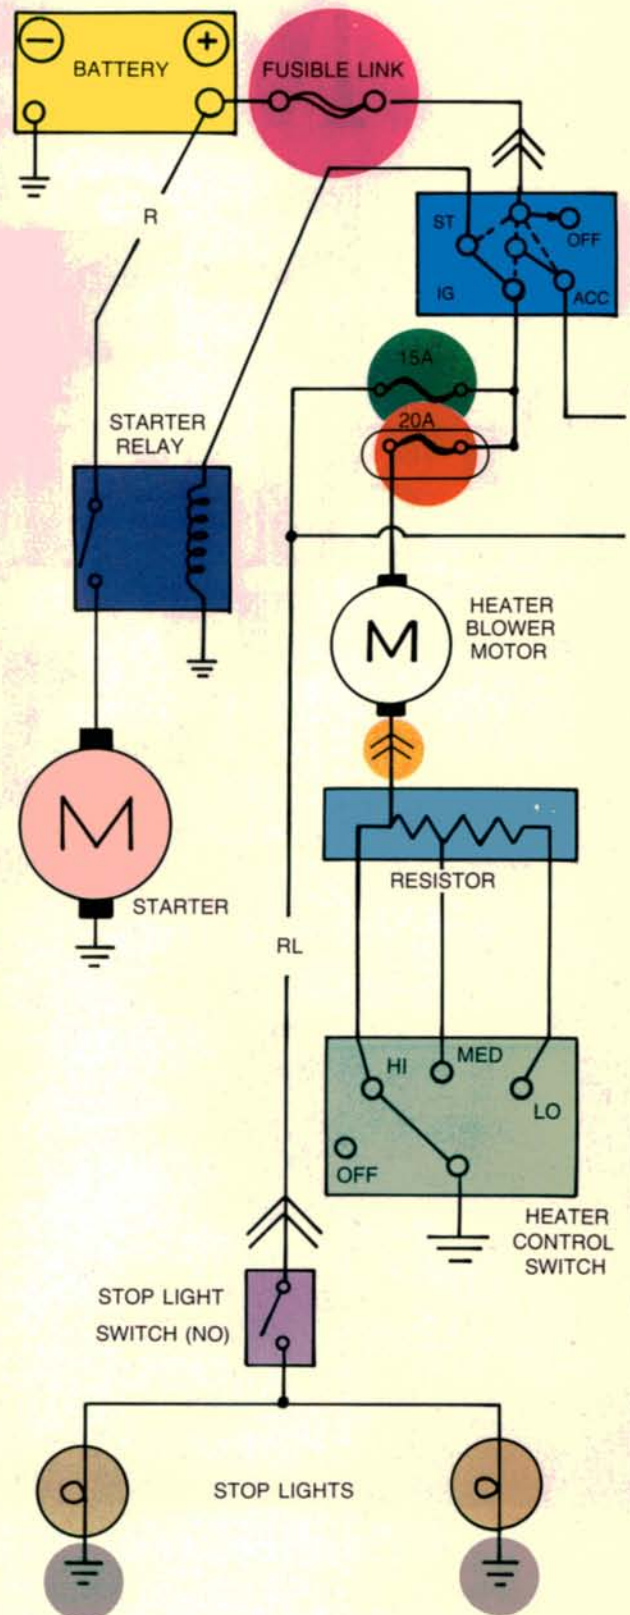 BATTERY
FUSIBLE LINK
R
ST
OFF
IG
ACC
15A
20A
STARTER
RELAY
HEATER
BLOWER
MOTOR
M
M
STARTER
RESISTOR
RL
HI
MED
LO
OFF
HEATER
CONTROL
SWITCH
STOP LIGHT
SWITCH (NO)
STOP LIGHTS